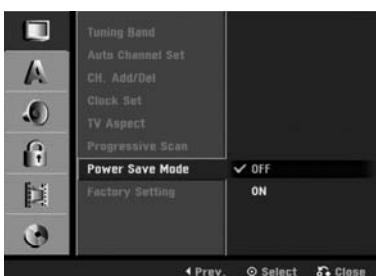 Tuning Band
Auto Channel Set
CH. Add/Del
Clock Set
TV Aspect
Progressive Scan
Power Save Mode ✓ OFF
Factory Setting ON
Prev. Select Close